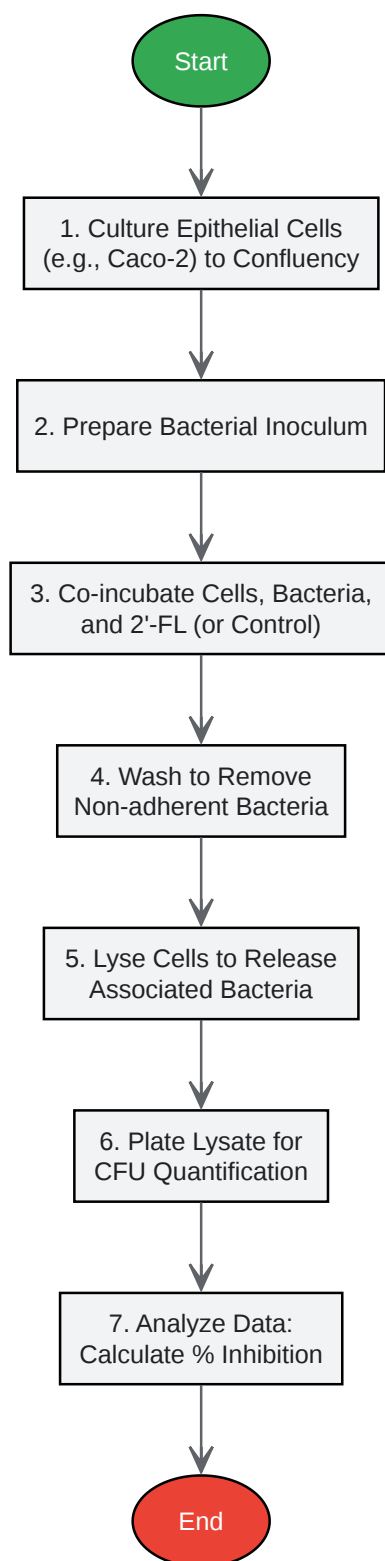 Start
1. Culture Epithelial Cells
(e.g., Caco-2) to Confluency
2. Prepare Bacterial Inoculum
3. Co-incubate Cells, Bacteria,
and 2'-FL (or Control)
4. Wash to Remove
Non-adherent Bacteria
5. Lyse Cells to Release
Associated Bacteria
6. Plate Lysate for
CFU Quantification
7. Analyze Data:
Calculate % Inhibition
End